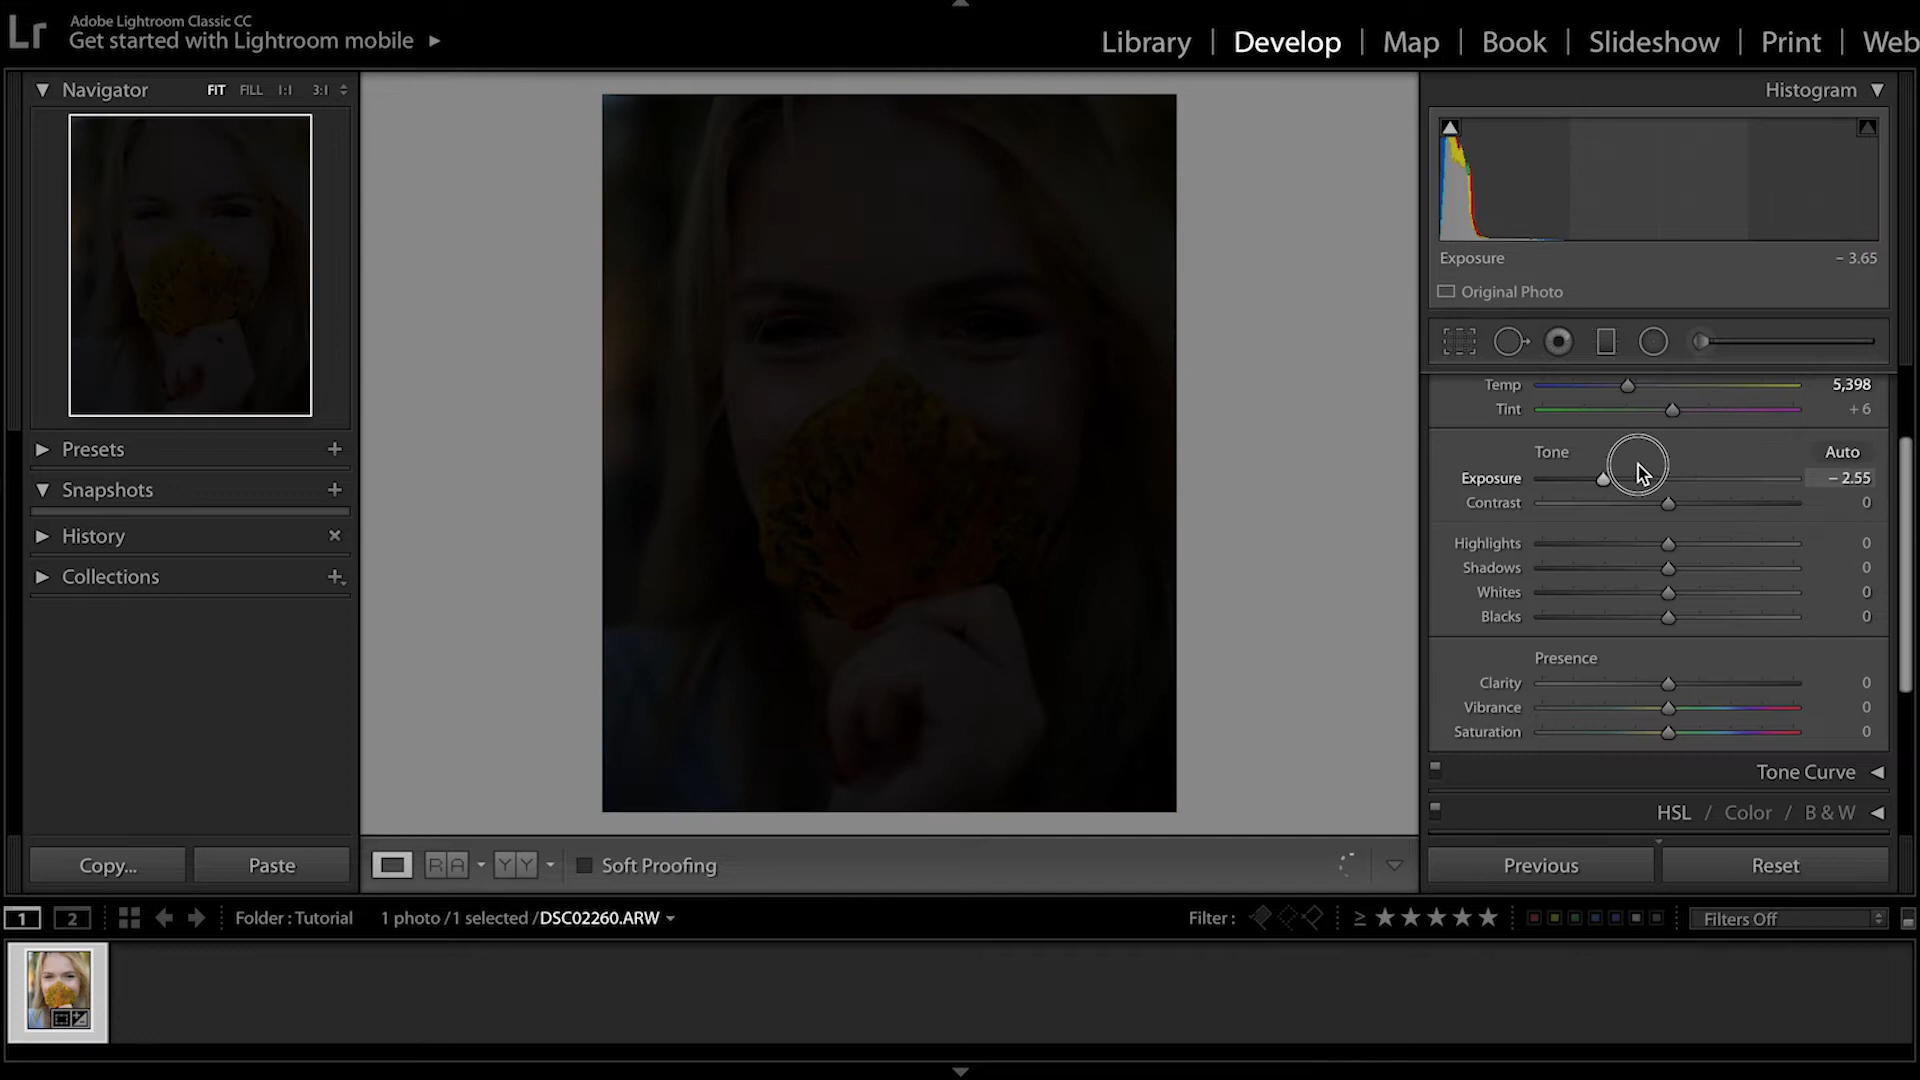 Lr
Adobe Lightroom Classic CC
Get started with Lightroom mobile
Library | Develop | Map | Book | Slideshow | Print | Web
Navigator FIT FILL 1:1 3:1
Presets +
Snapshots +
History ×
Collections +
Copy... Paste
R A Y Y Soft Proofing
Histogram
Exposure − 3.65
Original Photo
Temp 5,398
Tint + 6
Tone Auto
Exposure − 2.55
Contrast 0
Highlights 0
Shadows 0
Whites 0
Blacks 0
Presence
Clarity 0
Vibrance 0
Saturation 0
Tone Curve
HSL / Color / B & W
Previous Reset
1 2 Folder : Tutorial 1 photo / 1 selected / DSC02260.ARW Filter : ≥ ★★★★★ Filters Off